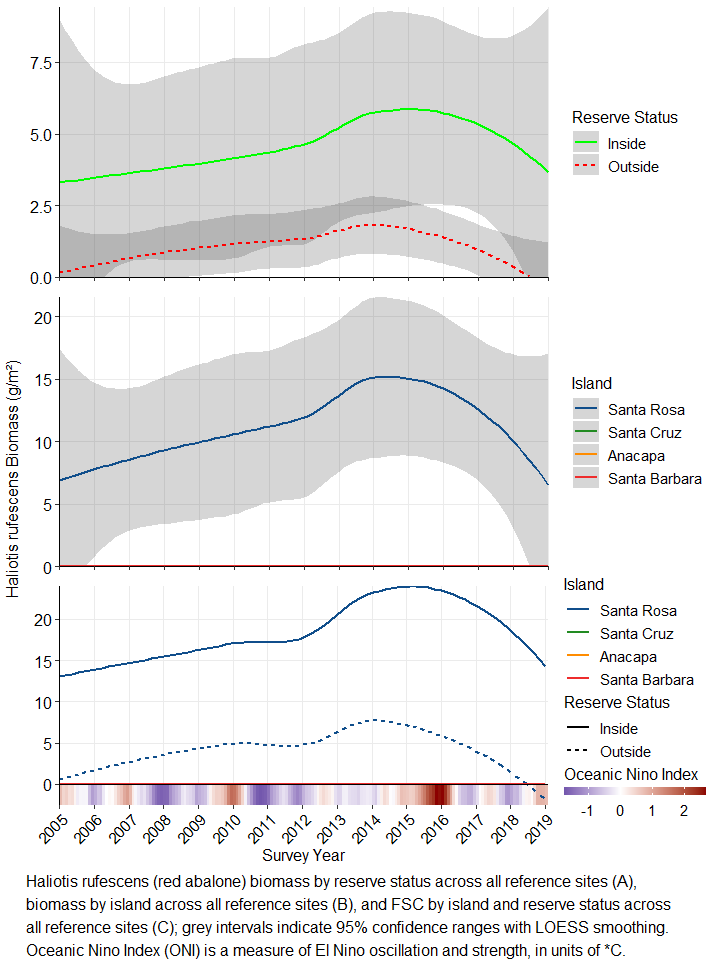 7.5
5.0
2.5
0.0
Reserve Status
Inside
Outside
Haliotis rufescens Biomass (g/m²)
20
15
10
5
0
Island
Santa Rosa
Santa Cruz
Anacapa
Santa Barbara
20
15
10
5
0
Island
Santa Rosa
Santa Cruz
Anacapa
Santa Barbara
Reserve Status
Inside
Outside
Oceanic Nino Index
-1 0 1 2
2005 2006 2007 2008 2009 2010 2011 2012 2013 2014 2015 2016 2017 2018 2019
Survey Year
Haliotis rufescens (red abalone) biomass by reserve status across all reference sites (A),
biomass by island across all reference sites (B), and FSC by island and reserve status across
all reference sites (C); grey intervals indicate 95% confidence ranges with LOESS smoothing.
Oceanic Nino Index (ONI) is a measure of El Nino oscillation and strength, in units of *C.